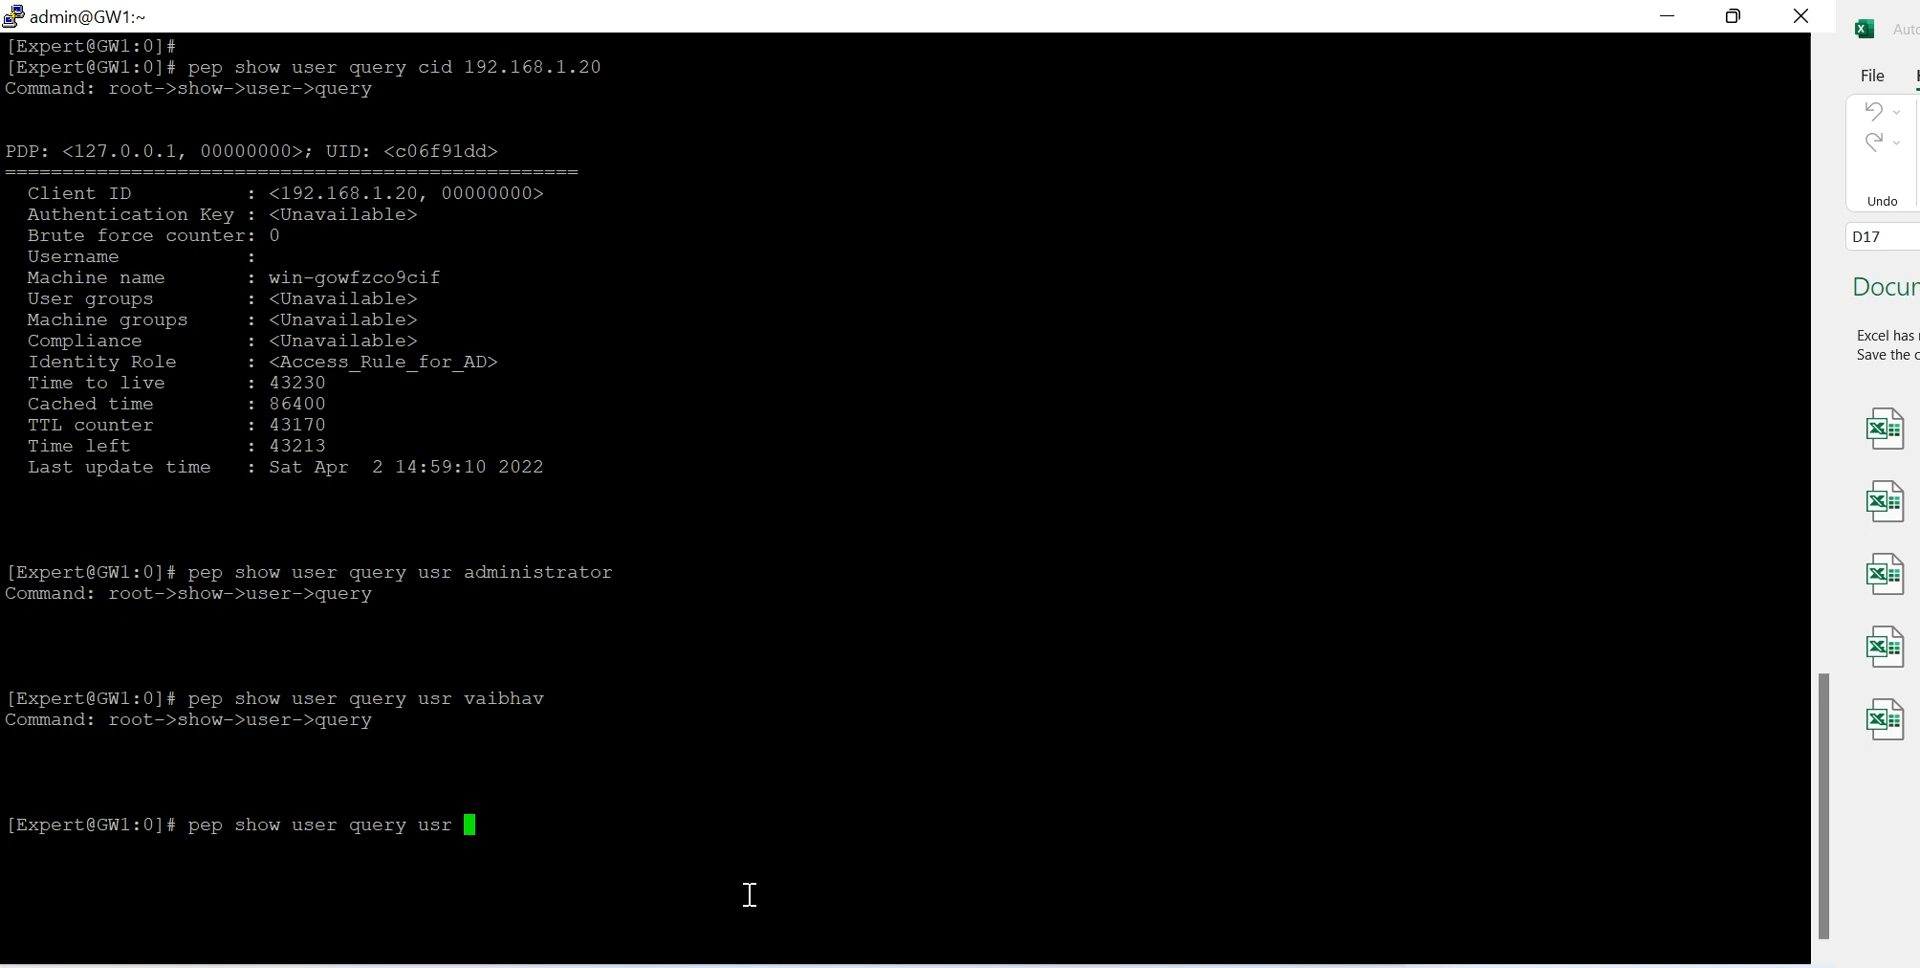 admin@GW1:~
[Expert@GW1:0]#
[Expert@GW1:0]# pep show user query cid 192.168.1.20
Command: root->show->user->query
PDP: <127.0.0.1, 00000000>; UID: <c06f91dd>
==================================================
Client ID : <192.168.1.20, 00000000>
Authentication Key : <Unavailable>
Brute force counter: 0
Username :
Machine name : win-gowfzco9cif
User groups : <Unavailable>
Machine groups : <Unavailable>
Compliance : <Unavailable>
Identity Role : <Access_Rule_for_AD>
Time to live : 43230
Cached time : 86400
TTL counter : 43170
Time left : 43213
Last update time : Sat Apr  2 14:59:10 2022
[Expert@GW1:0]# pep show user query usr administrator
Command: root->show->user->query
[Expert@GW1:0]# pep show user query usr vaibhav
Command: root->show->user->query
[Expert@GW1:0]# pep show user query usr
File
Undo
D17
Excel has
Save the